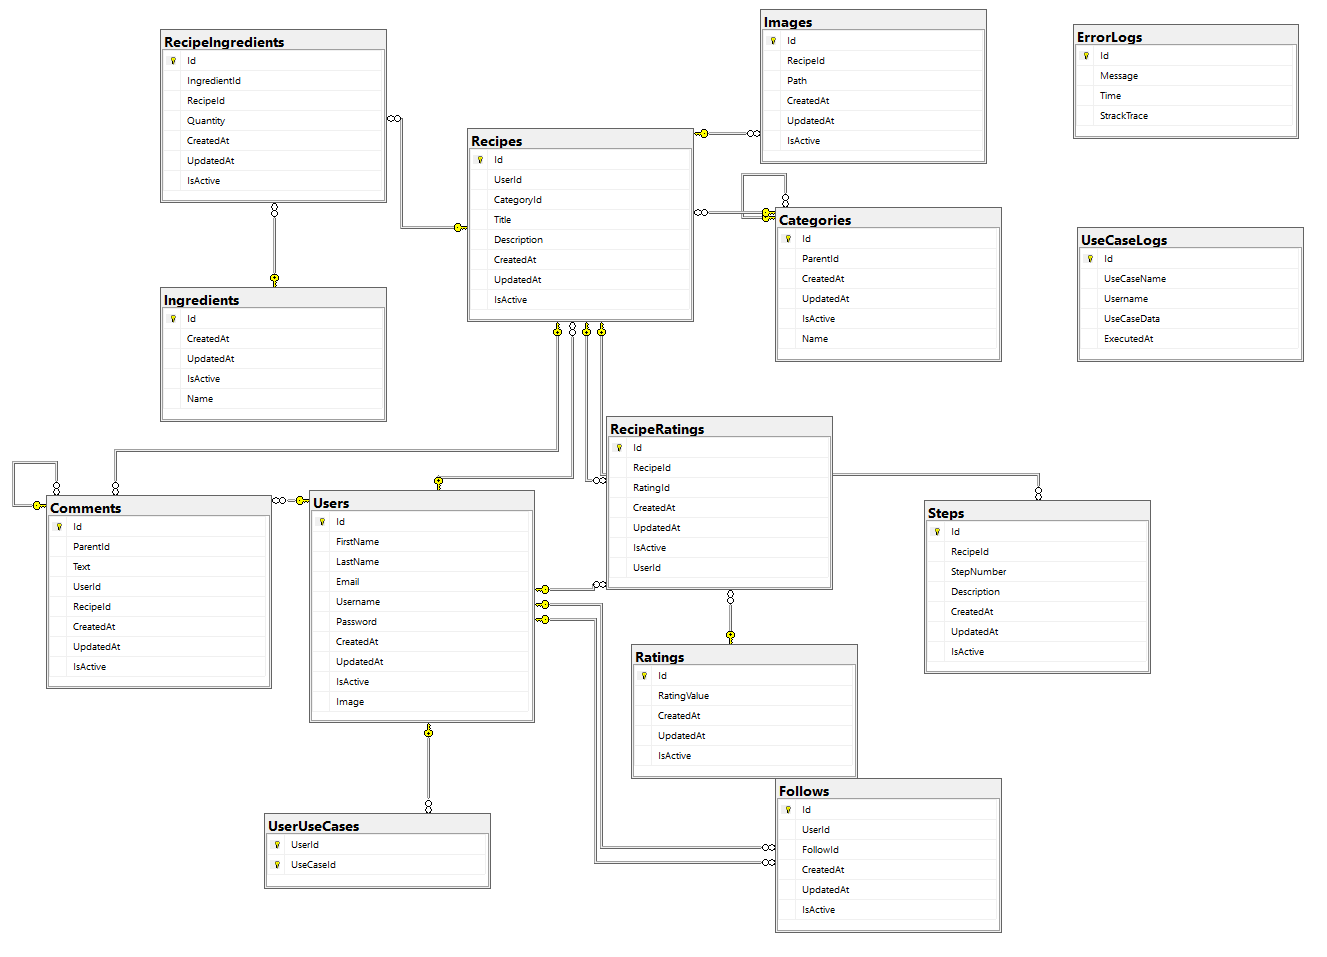 RecipeIngredients
Id
IngredientId
RecipeId
Quantity
CreatedAt
UpdatedAt
IsActive
Images
Id
RecipeId
Path
CreatedAt
UpdatedAt
IsActive
ErrorLogs
Id
Message
Time
StrackTrace
Recipes
Id
UserId
CategoryId
Title
Description
CreatedAt
UpdatedAt
IsActive
Categories
Id
ParentId
CreatedAt
UpdatedAt
IsActive
Name
UseCaseLogs
Id
UseCaseName
Username
UseCaseData
ExecutedAt
Ingredients
Id
CreatedAt
UpdatedAt
IsActive
Name
RecipeRatings
Id
RecipeId
RatingId
CreatedAt
UpdatedAt
IsActive
UserId
Comments
Id
ParentId
Text
UserId
RecipeId
CreatedAt
UpdatedAt
IsActive
Users
Id
FirstName
LastName
Email
Username
Password
CreatedAt
UpdatedAt
IsActive
Image
Steps
Id
RecipeId
StepNumber
Description
CreatedAt
UpdatedAt
IsActive
Ratings
Id
RatingValue
CreatedAt
UpdatedAt
IsActive
UserUseCases
UserId
UseCaseId
Follows
Id
UserId
FollowId
CreatedAt
UpdatedAt
IsActive